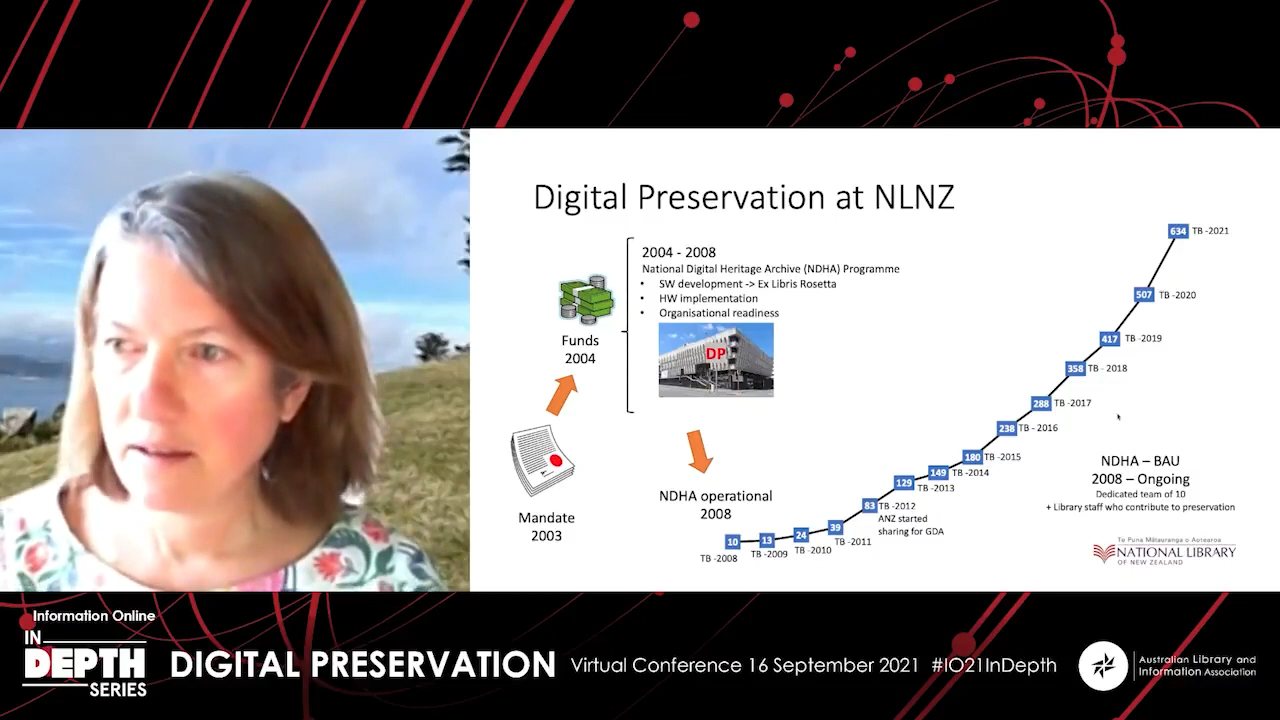 Digital Preservation at NLNZ
2004 - 2008
National Digital Heritage Archive (NDHA) Programme
• SW development -> Ex Libris Rosetta
• HW implementation
• Organisational readiness
DP
Funds
2004
Mandate
2003
NDHA operational
2008
10
TB -2008
13
TB -2009
24
TB -2010
39
TB -2011
83
TB -2012
ANZ started
sharing for GDA
129
TB -2013
149
TB -2014
180
TB -2015
238
TB - 2016
288
TB -2017
358
TB - 2018
417
TB -2019
507
TB -2020
634
TB -2021
NDHA – BAU
2008 – Ongoing
Dedicated team of 10
+ Library staff who contribute to preservation
Te Puna Mātauranga o Aotearoa
NATIONAL LIBRARY
OF NEW ZEALAND
Information Online
IN
DEPTH
SERIES
DIGITAL PRESERVATION
Virtual Conference 16 September 2021 #IO21InDepth
Australian Library and
Information Association